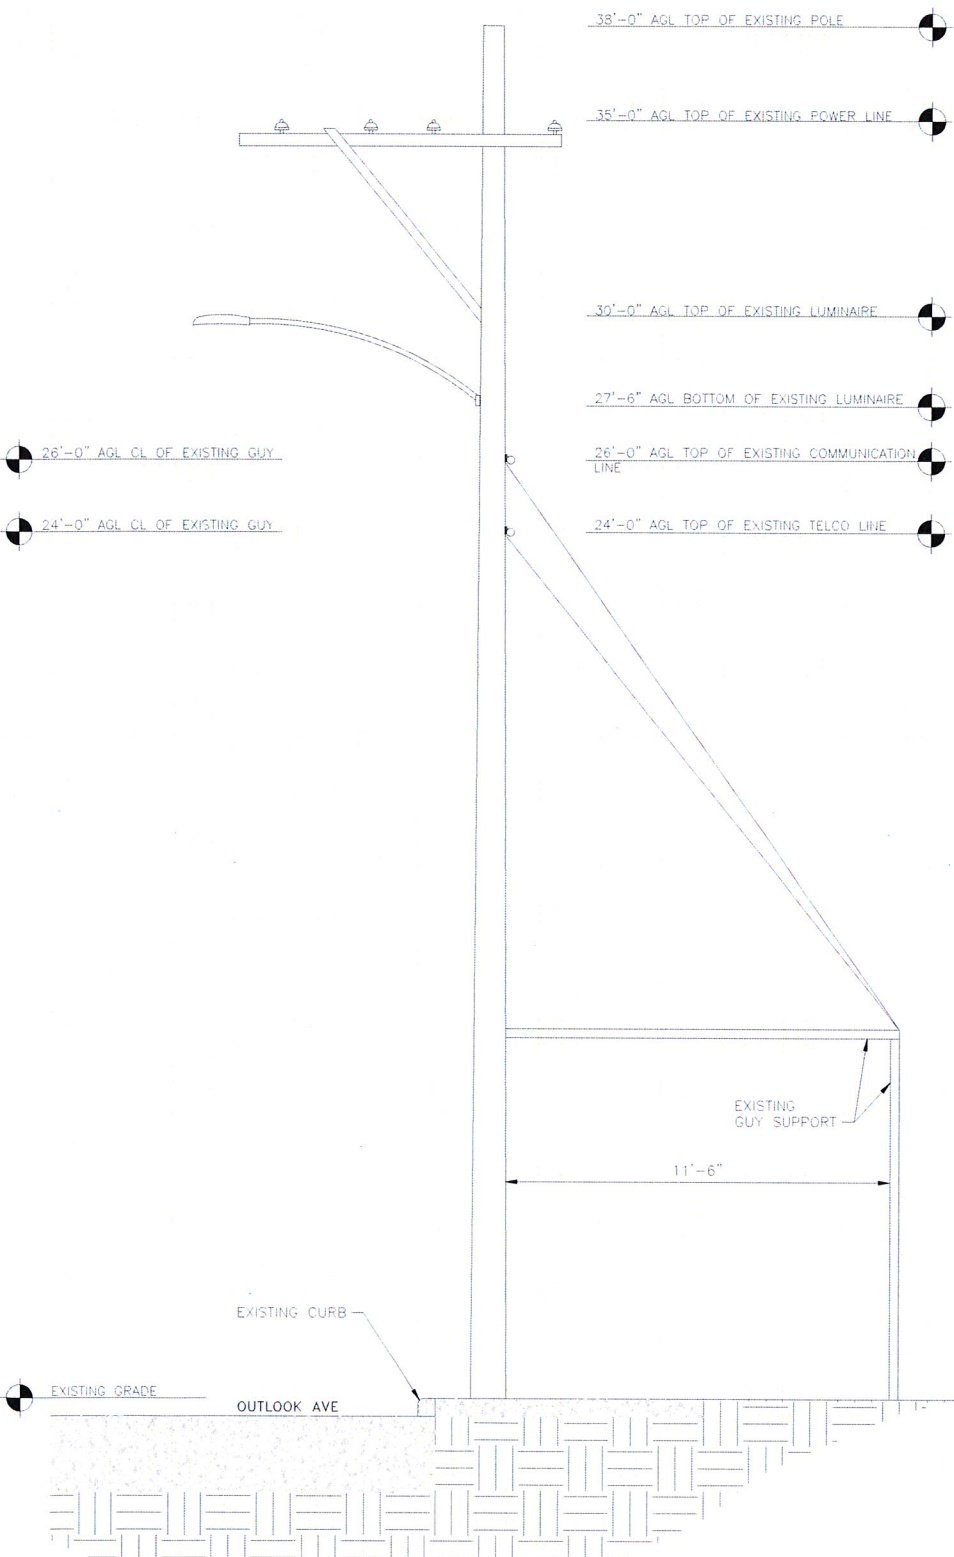 38'-0" AGL TOP OF EXISTING POLE
35'-0" AGL TOP OF EXISTING POWER LINE
30'-0" AGL TOP OF EXISTING LUMINAIRE
27'-6" AGL BOTTOM OF EXISTING LUMINAIRE
26'-0" AGL CL OF EXISTING GUY
26'-0" AGL TOP OF EXISTING COMMUNICATION
LINE
24'-0" AGL CL OF EXISTING GUY
24'-0" AGL TOP OF EXISTING TELCO LINE
EXISTING
GUY SUPPORT
11'-6"
EXISTING CURB
EXISTING GRADE
OUTLOOK AVE